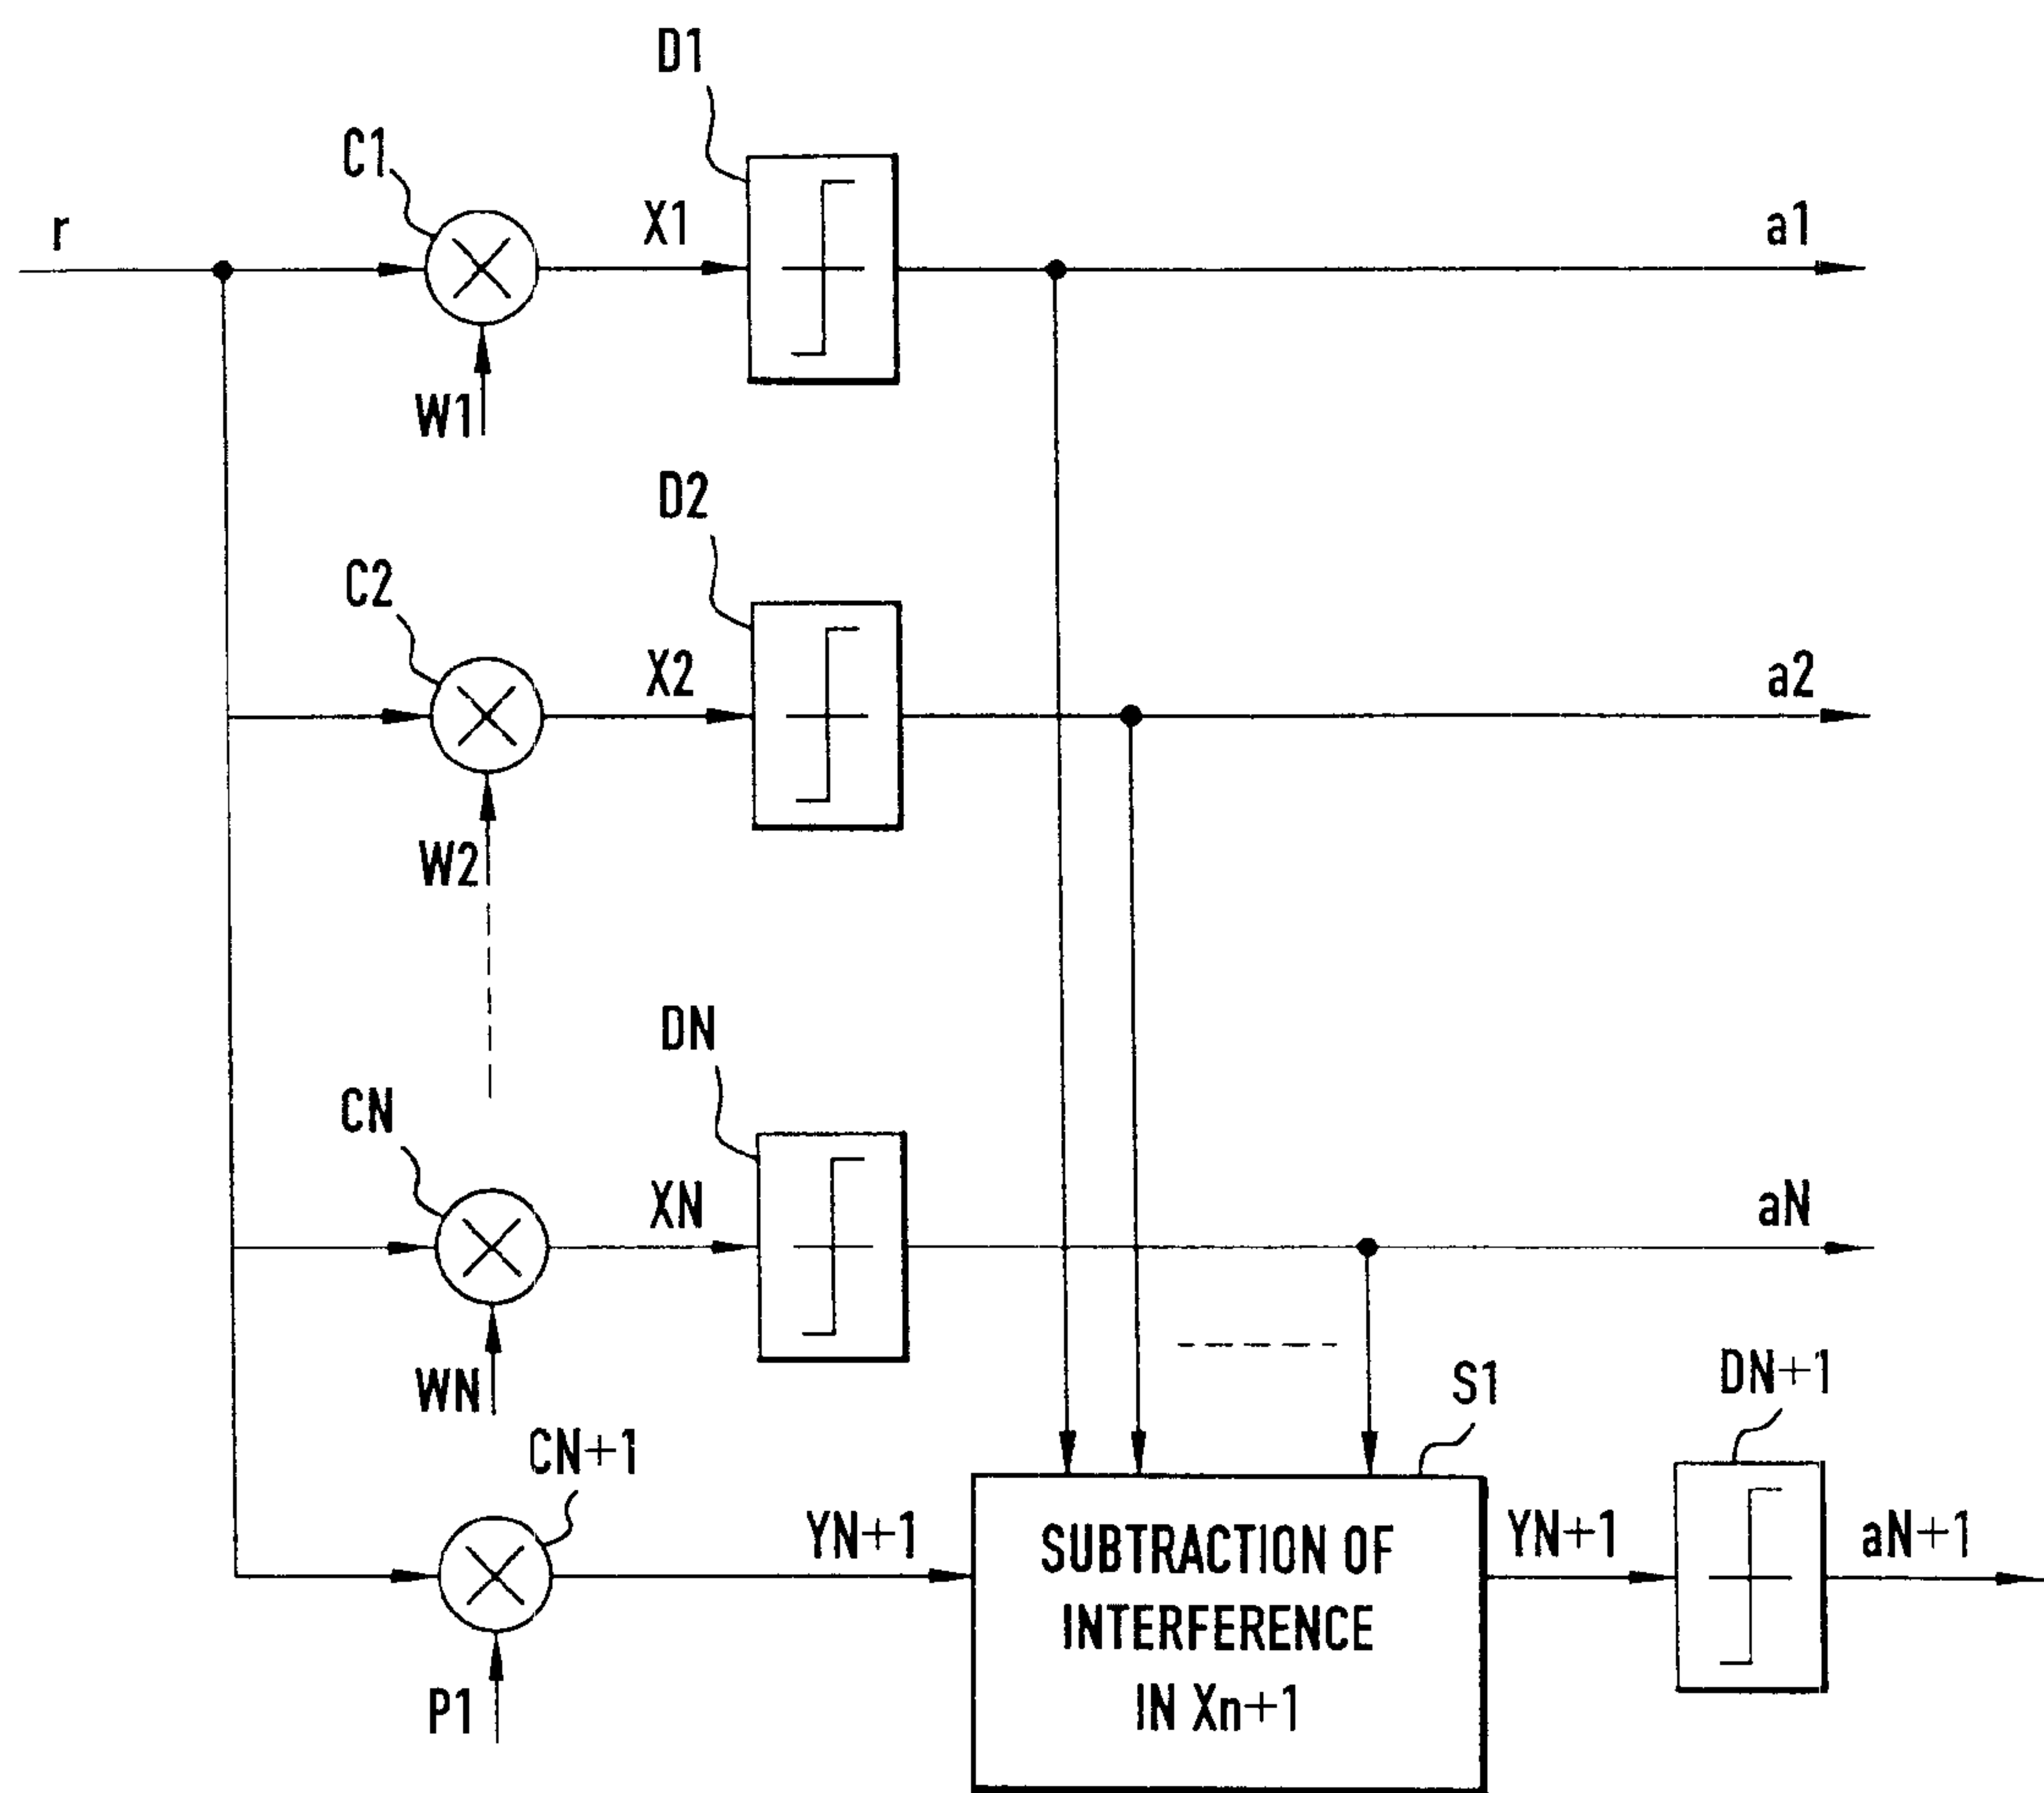 D1
C1
r
X1
a1
W1
D2
C2
X2
a2
W2
DN
CN
XN
aN
WN
S1
DN+1
CN+1
YN+1
SUBTRACTION OF
INTERFERENCE
IN Xn+1
YN+1
aN+1
P1